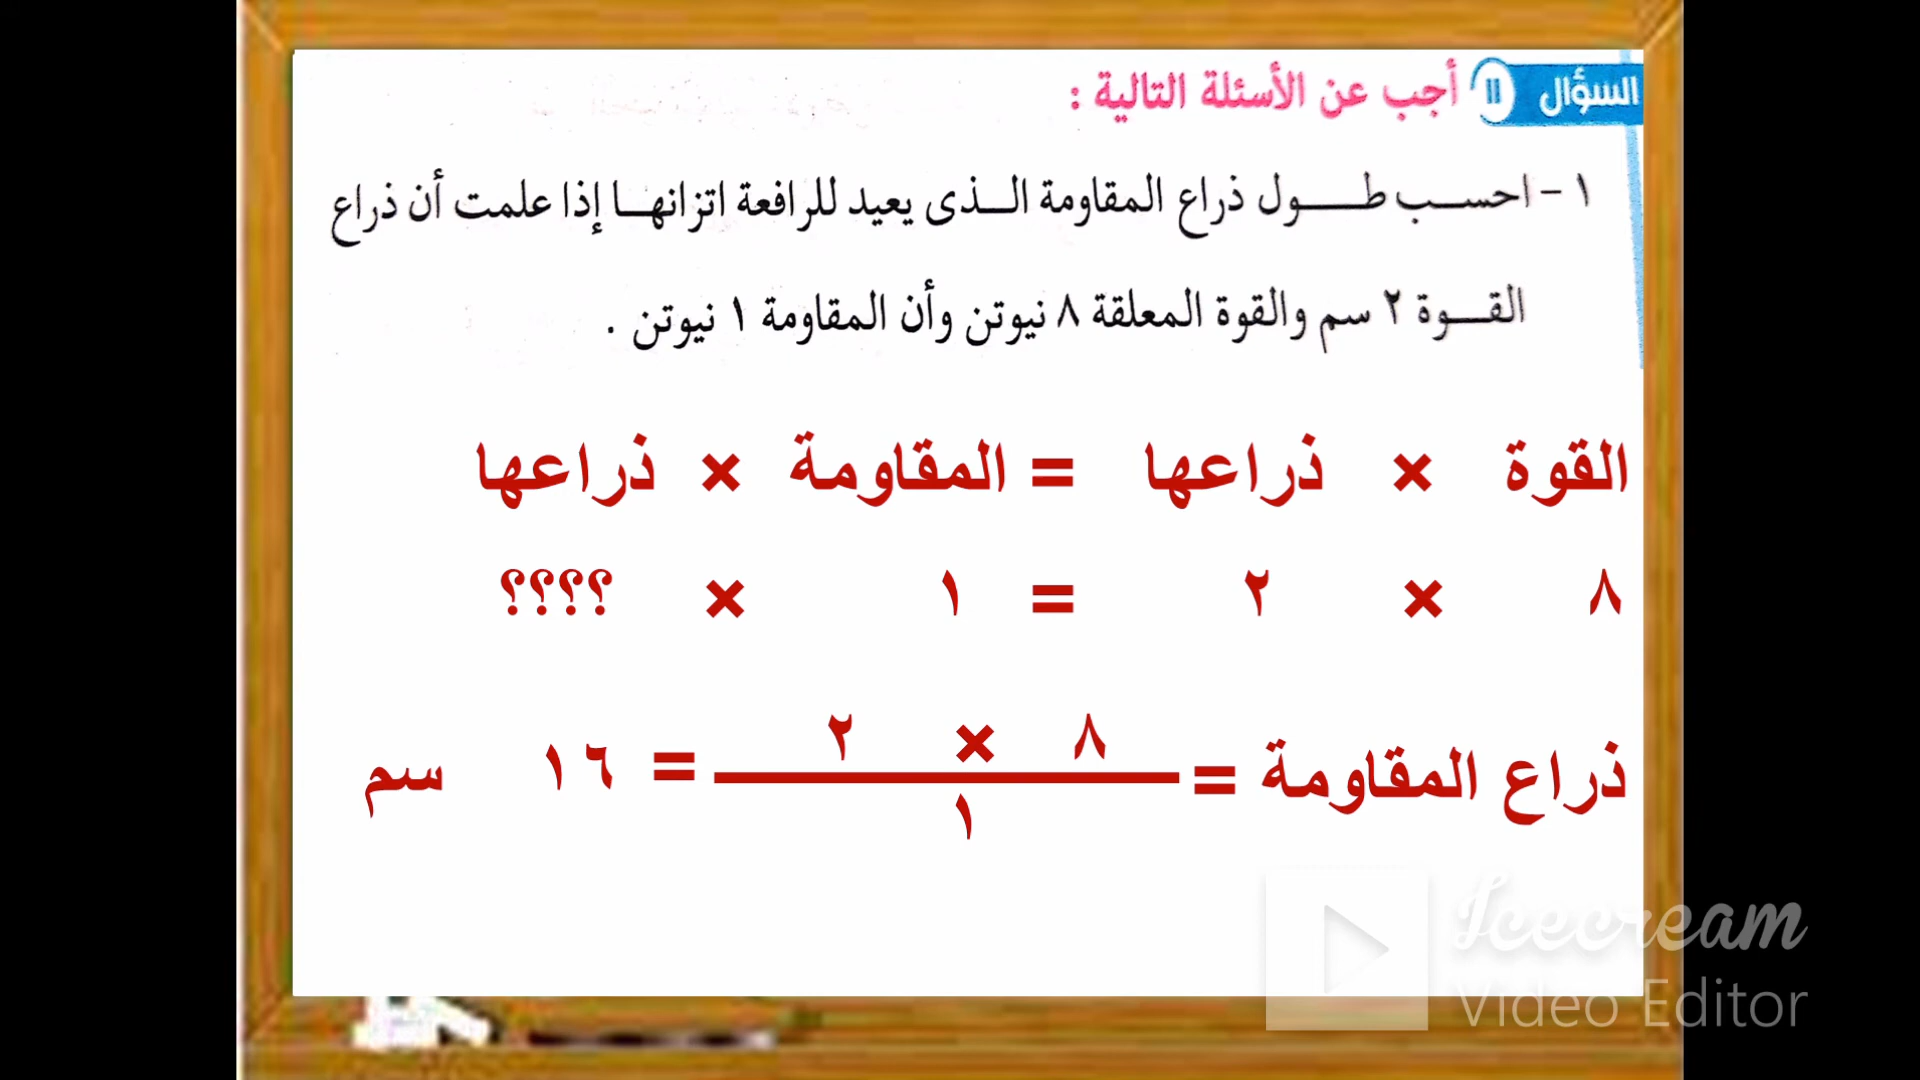 السؤال ١١ أجب عن الأسئلة التالية :
١ - احسب طول ذراع المقاومة الذى يعيد للرافعة اتزانها إذا علمت أن ذراع
القوة ٢ سم والقوة المعلقة ٨ نيوتن وأن المقاومة ١ نيوتن .
القوة × ذراعها = المقاومة × ذراعها
٨ × ٢ = ١ × ؟؟؟؟
٨ × ٢
ذراع المقاومة = = ١٦ سم
١
Icecream
Video Editor